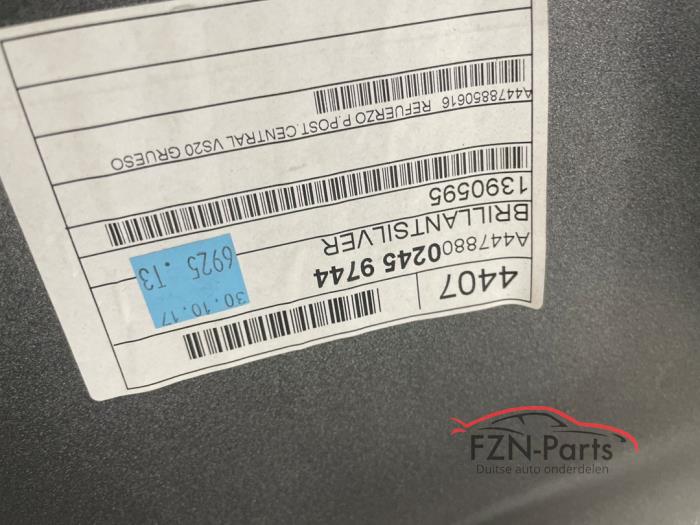 4407
A4478800245 9744
BRILLANTSILVER
1390595
A4478850616 REFUERZO P.POST.CENTRAL VS20 GRUESO
30.10.17
6925.T3
FZN-Parts
Duitse auto onderdelen